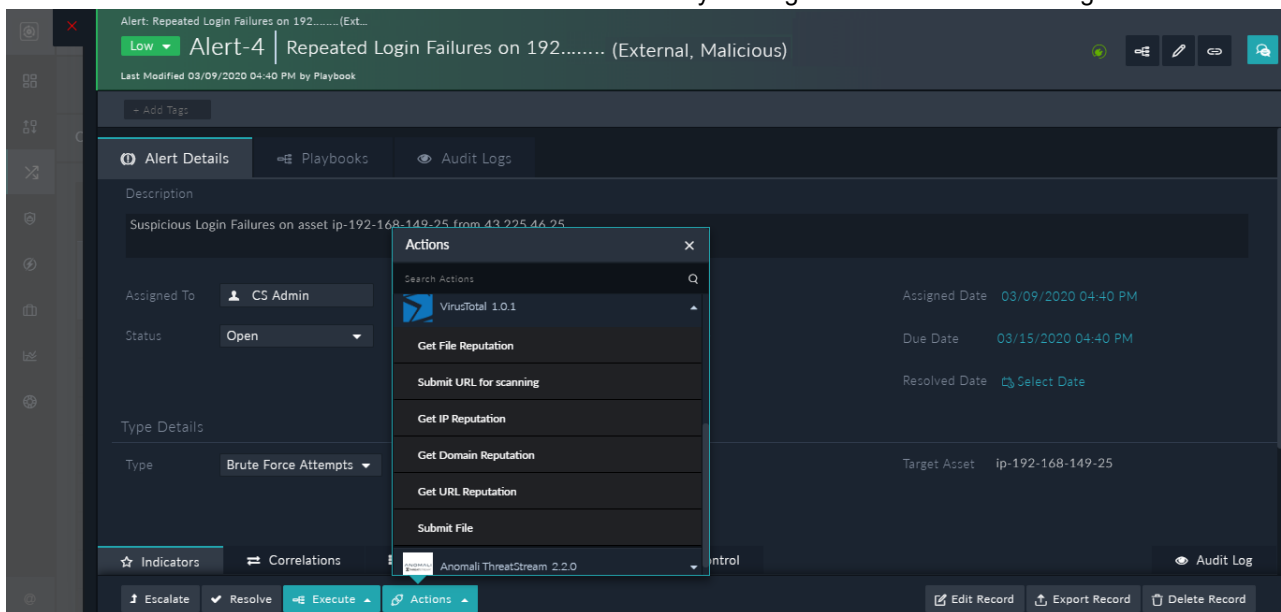 Alert: Repeated Login Failures on 192........(Ext...
Low Alert-4 Repeated Login Failures on 192........ (External, Malicious)
Last Modified 03/09/2020 04:40 PM by Playbook
+ Add Tags
Alert Details Playbooks Audit Logs
Description
Suspicious Login Failures on asset ip-192-168-149-25 from 43.225.46.25
Actions
Search Actions
VirusTotal 1.0.1
Get File Reputation
Submit URL for scanning
Get IP Reputation
Get Domain Reputation
Get URL Reputation
Submit File
ANOMALI
Anomali ThreatStream 2.2.0
Assigned To CS Admin
Assigned Date 03/09/2020 04:40 PM
Status Open
Due Date 03/15/2020 04:40 PM
Resolved Date Select Date
Type Details
Type Brute Force Attempts
Target Asset ip-192-168-149-25
Indicators Correlations ntrol Audit Log
Escalate Resolve Execute Actions Edit Record Export Record Delete Record